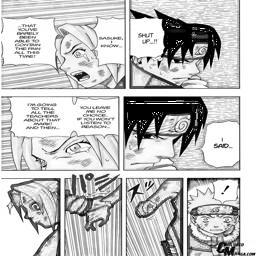 SASUKE,
I
KNOW...
...THAT
YOU'VE
BARELY
BEEN
ABLE TO
CONTAIN
THE PAIN
ALL THIS
TIME!
SHUT
UP...!!
YOU LEAVE
ME NO
CHOICE.
IF YOU WON'T
LISTEN TO
REASON...
I'M GOING
TO TELL
ALL THE
TEACHERS
ABOUT THAT
MARK!
AND THEN...
I
SAID...
!